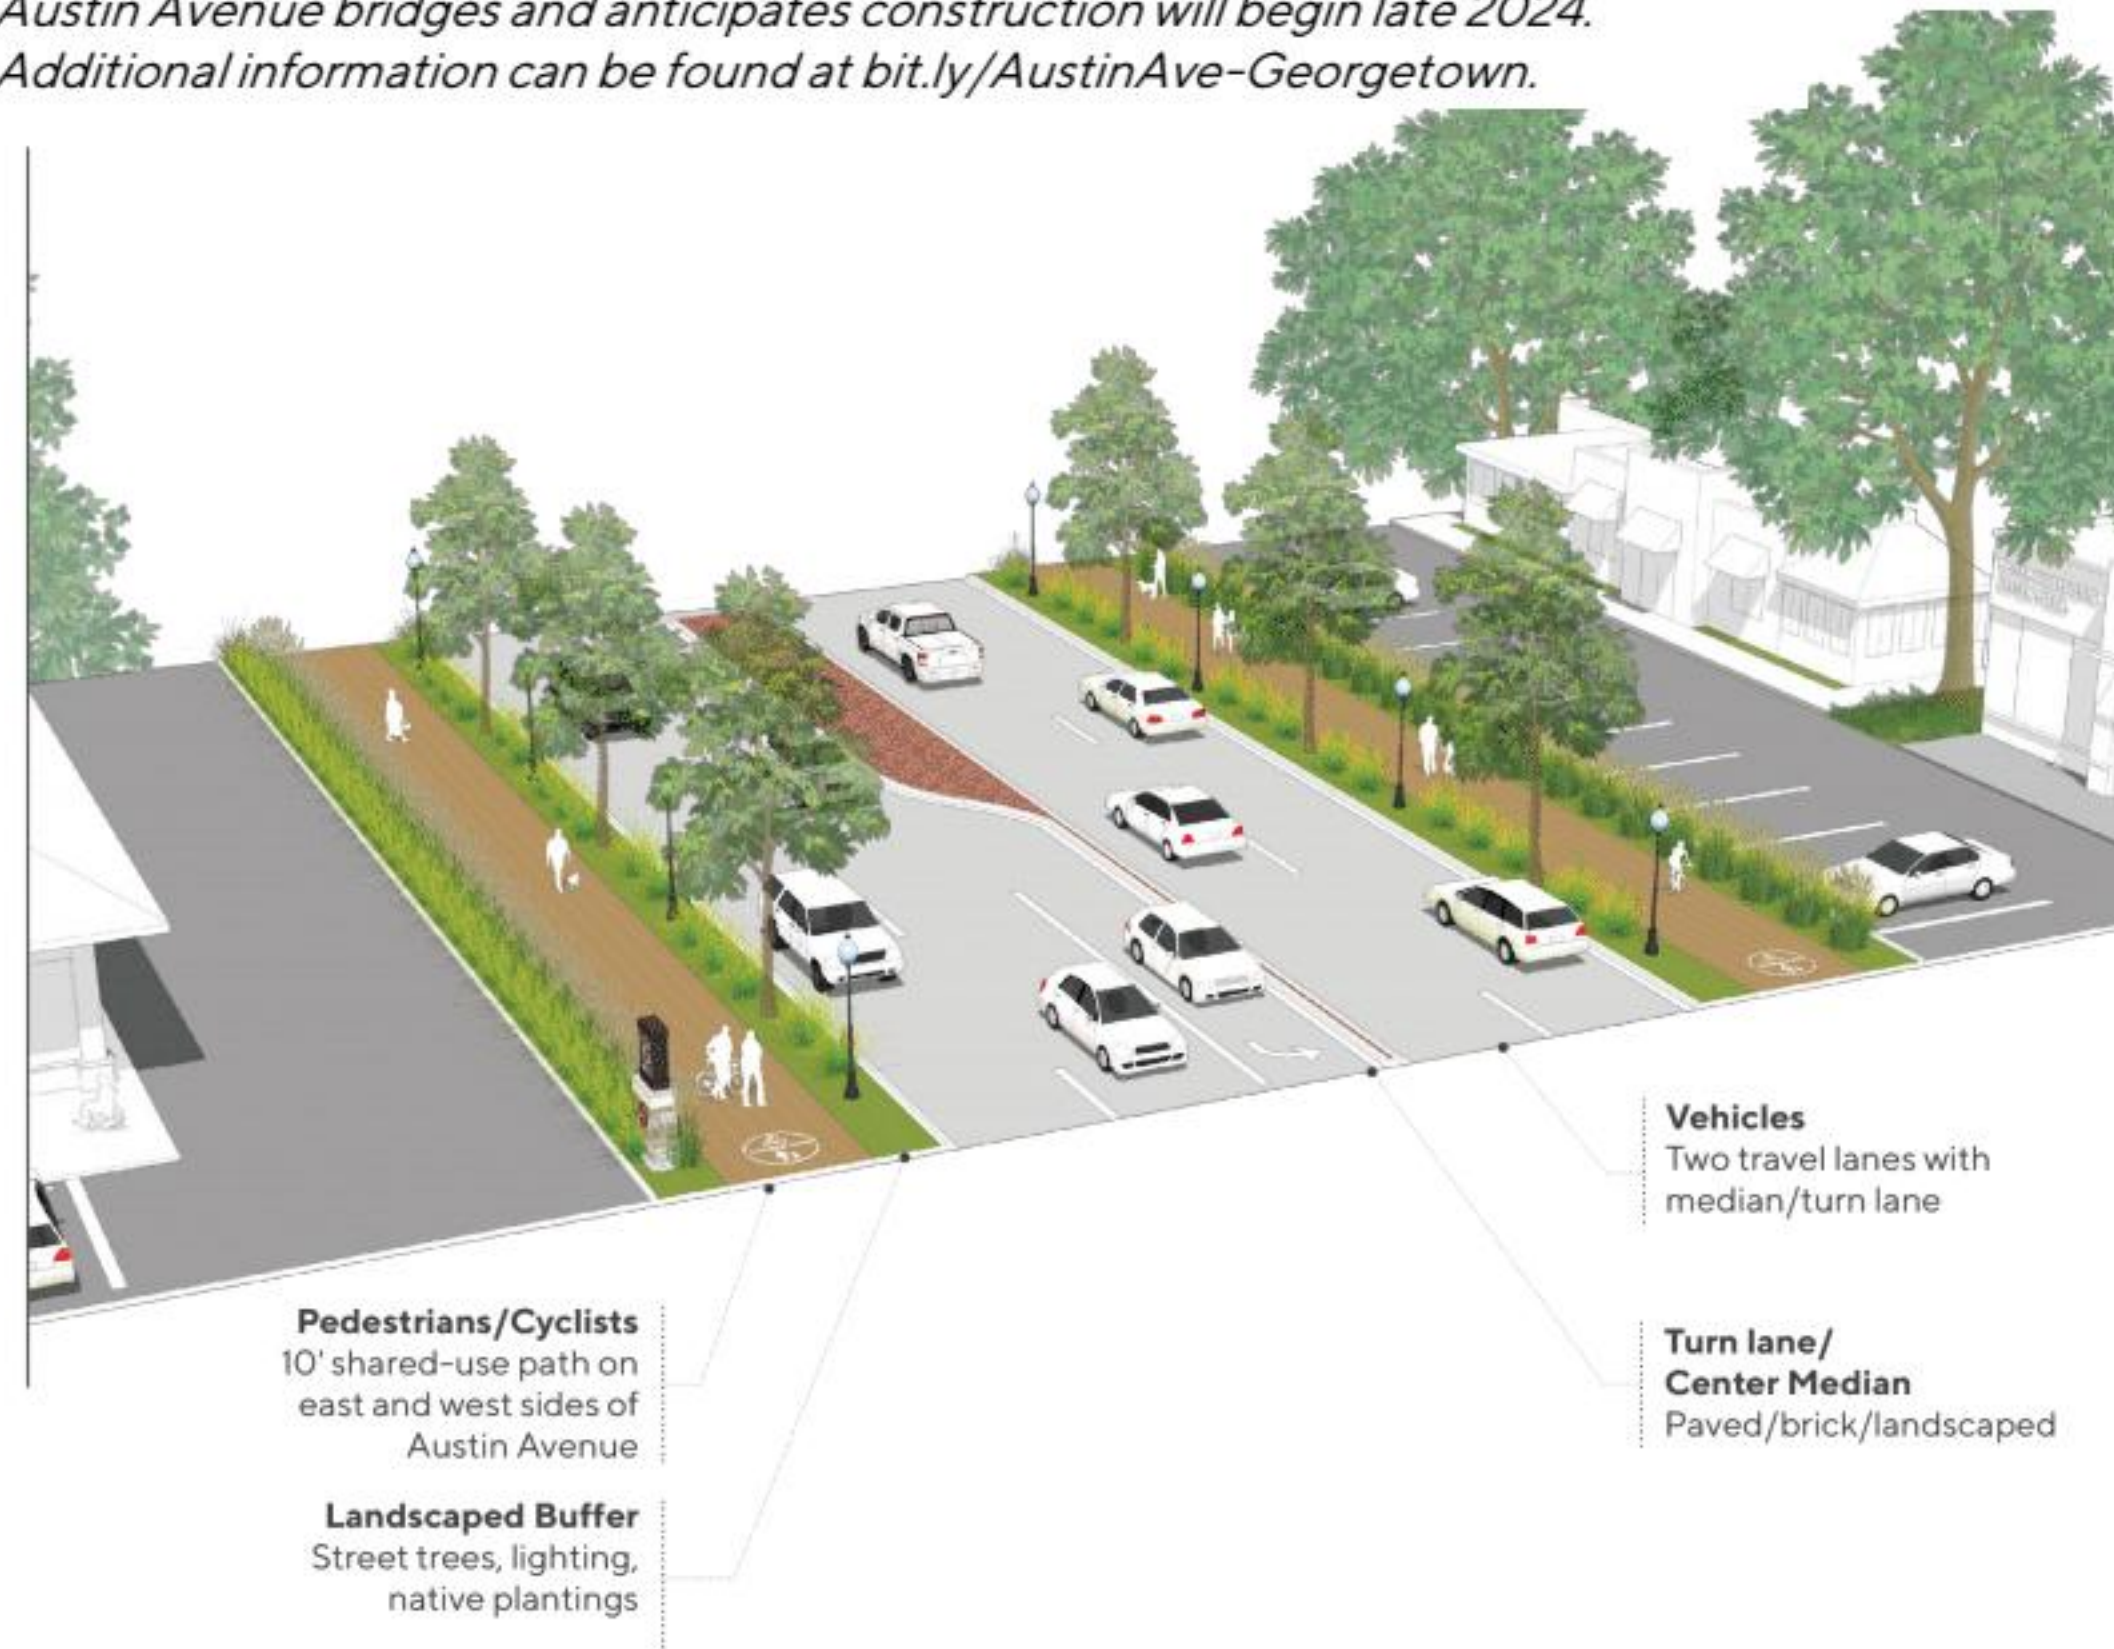 Austin Avenue bridges and anticipates construction will begin late 2024.
Additional information can be found at bit.ly/AustinAve-Georgetown.
Vehicles
Two travel lanes with
median/turn lane
Pedestrians/Cyclists
10' shared-use path on
east and west sides of
Austin Avenue
Turn lane/
Center Median
Paved/brick/landscaped
Landscaped Buffer
Street trees, lighting,
native plantings